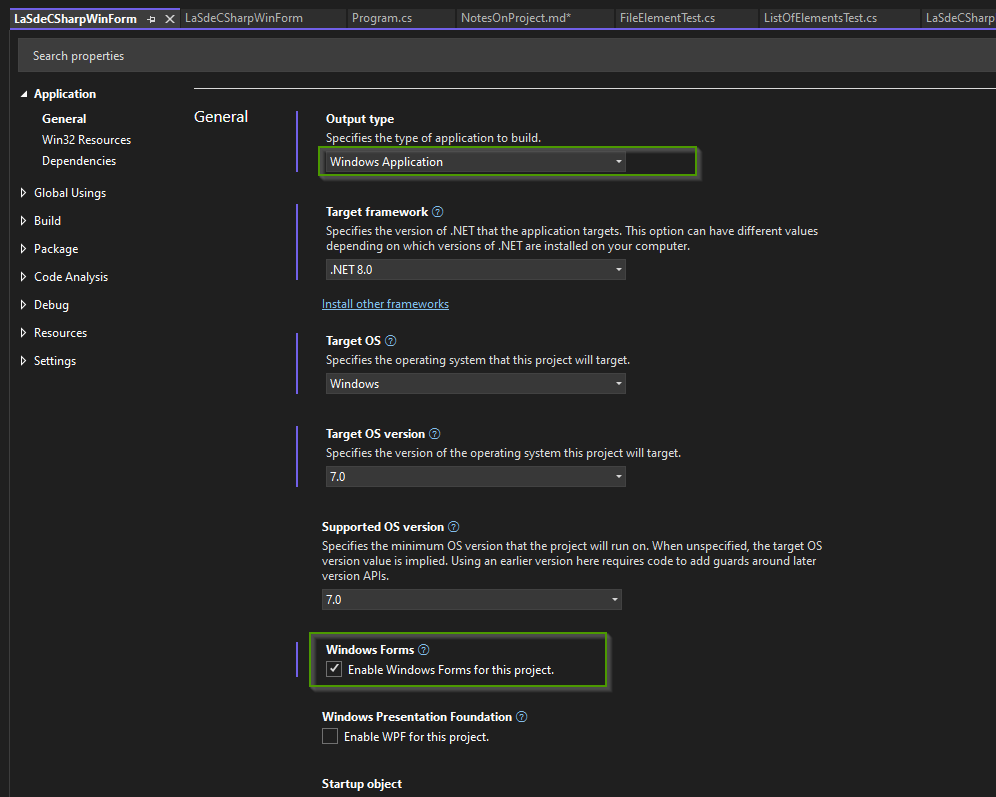 LaSdeCSharpWinForm LaSdeCSharpWinForm Program.cs NotesOnProject.md* FileElementTest.cs ListOfElementsTest.cs LaSdeCSharp
Search properties
Application
General
Win32 Resources
Dependencies
Global Usings
Build
Package
Code Analysis
Debug
Resources
Settings
General
Output type
Specifies the type of application to build.
Windows Application
Target framework ?
Specifies the version of .NET that the application targets. This option can have different values
depending on which versions of .NET are installed on your computer.
.NET 8.0
Install other frameworks
Target OS ?
Specifies the operating system that this project will target.
Windows
Target OS version ?
Specifies the version of the operating system this project will target.
7.0
Supported OS version ?
Specifies the minimum OS version that the project will run on. When unspecified, the target OS
version value is implied. Using an earlier version here requires code to add guards around later
version APIs.
7.0
Windows Forms ?
Enable Windows Forms for this project.
Windows Presentation Foundation ?
Enable WPF for this project.
Startup object